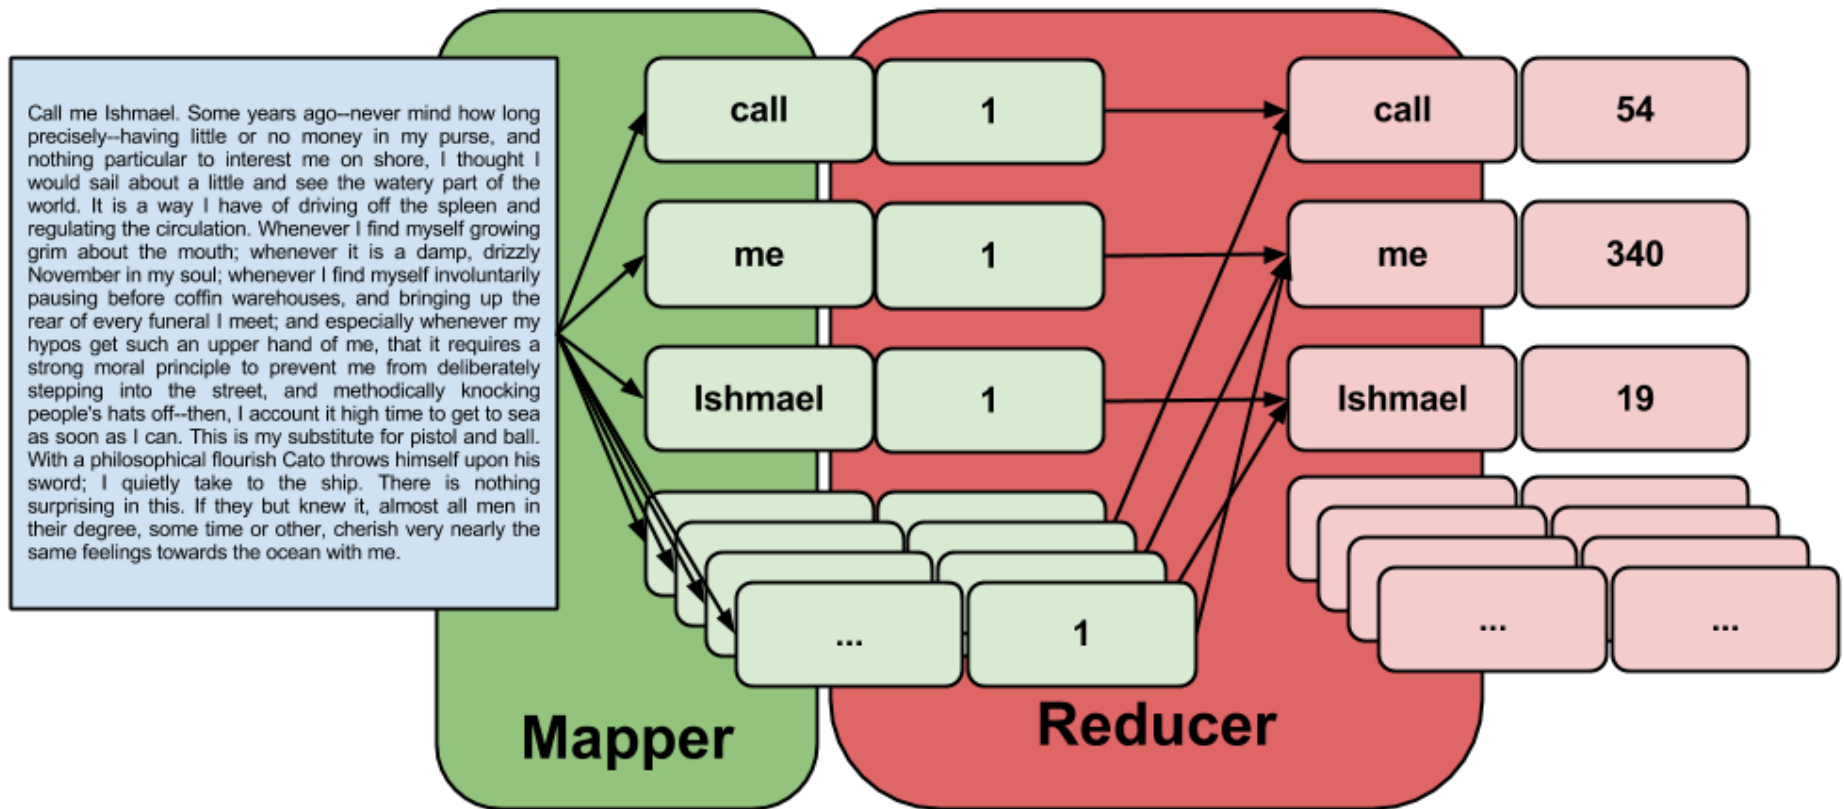 Call me Ishmael. Some years ago--never mind how long
precisely--having little or no money in my purse, and
nothing particular to interest me on shore, I thought I
would sail about a little and see the watery part of the
world. It is a way I have of driving off the spleen and
regulating the circulation. Whenever I find myself growing
grim about the mouth; whenever it is a damp, drizzly
November in my soul; whenever I find myself involuntarily
pausing before coffin warehouses, and bringing up the
rear of every funeral I meet; and especially whenever my
hypos get such an upper hand of me, that it requires a
strong moral principle to prevent me from deliberately
stepping into the street, and methodically knocking
people's hats off--then, I account it high time to get to sea
as soon as I can. This is my substitute for pistol and ball.
With a philosophical flourish Cato throws himself upon his
sword; I quietly take to the ship. There is nothing
surprising in this. If they but knew it, almost all men in
their degree, some time or other, cherish very nearly the
same feelings towards the ocean with me.
call 1 call 54
me 1 me 340
Ishmael 1 Ishmael 19
... 1 ... ...
Mapper Reducer